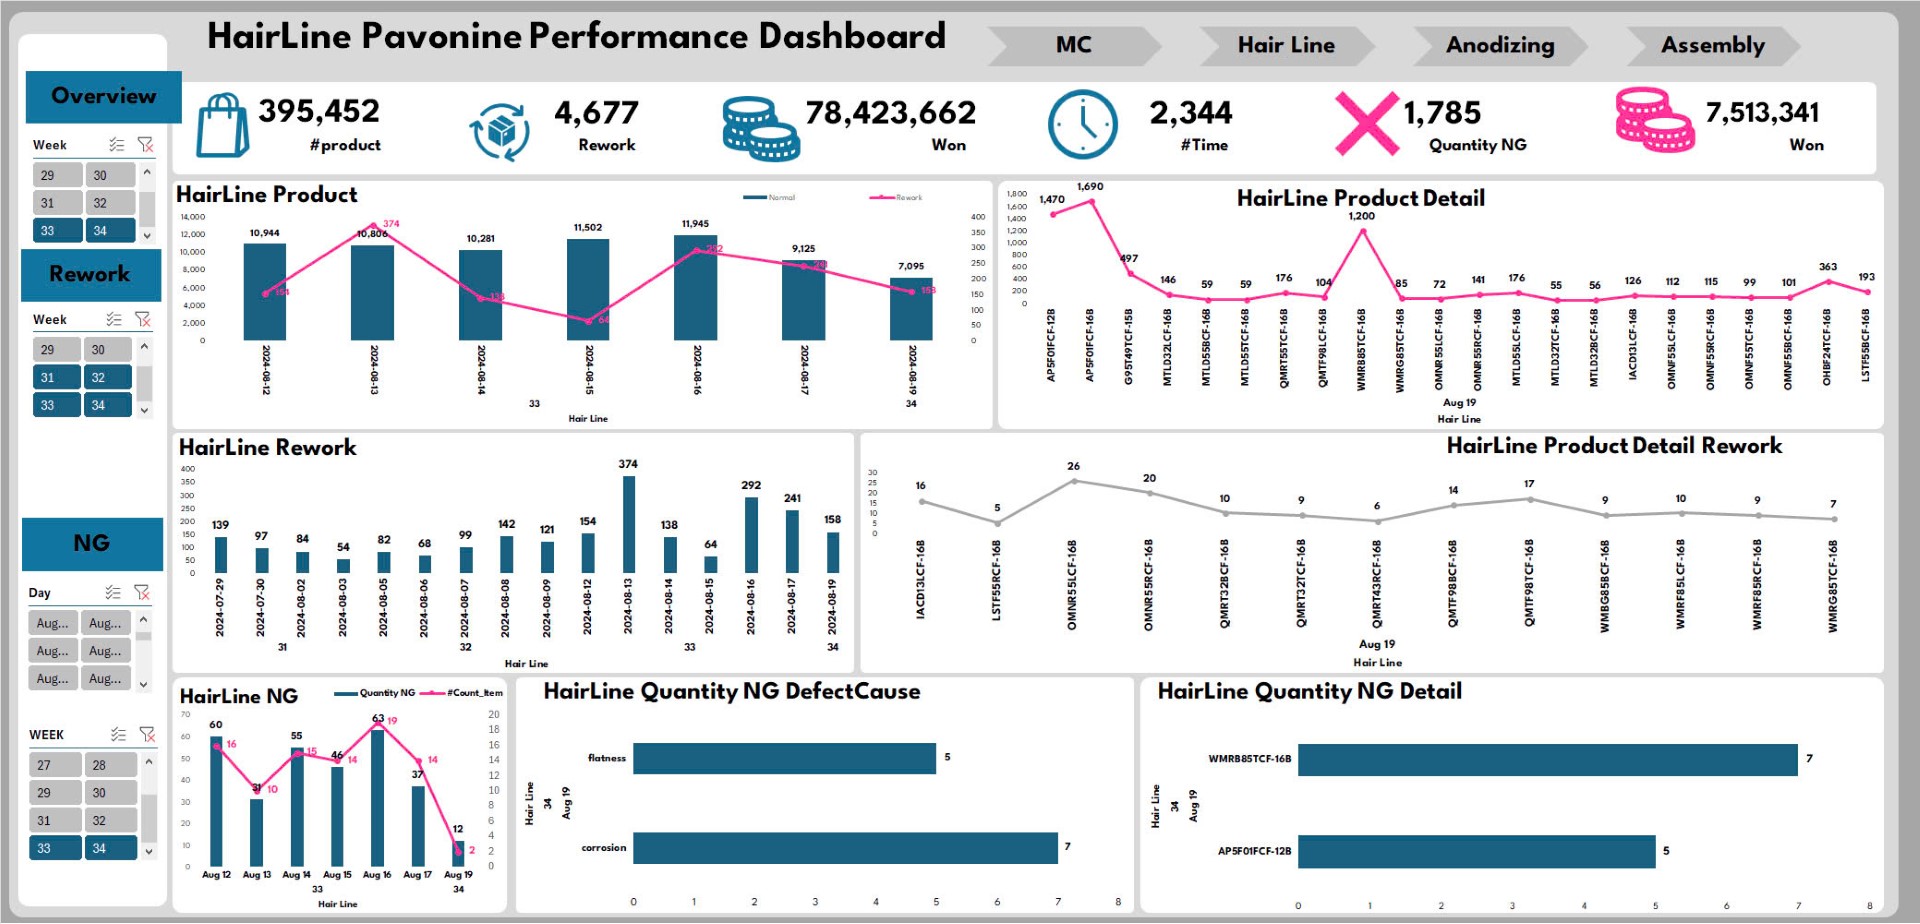 HairLine Pavonine Performance Dashboard
MC
Hair Line
Anodizing
Assembly
Overview
395,452
#product
4,677
Rework
78,423,662
Won
2,344
#Time
1,785
Quantity NG
7,513,341
Won
Week
29 30
31 32
33 34
Rework
Week
29 30
31 32
33 34
NG
Day
Aug... Aug...
Aug... Aug...
Aug... Aug...
WEEK
27 28
29 30
31 32
33 34
HairLine Product
Normal
Rework
14,000
12,000
10,000
8,000
6,000
4,000
2,000
0
10,944
10,806
10,281
11,502
11,945
9,125
7,095
154
374
138
64
292
241
158
400
350
300
250
200
150
100
50
0
2024-08-12
2024-08-13
2024-08-14
2024-08-15
2024-08-16
2024-08-17
2024-08-19
33
34
Hair Line
HairLine Product Detail
1,800
1,600
1,400
1,200
1,000
800
600
400
200
0
1,470
1,690
497
146
59
59
176
104
1,200
85
72
141
176
55
56
126
112
115
99
101
363
193
AP5F01FCF-12B
AP5F01FCF-16B
G95T49TCF-15B
MTLD32LCF-16B
MTLD55BCF-16B
MTLD55TCF-16B
QMRT55TCF-16B
QMTF98LCF-16B
WMRB85TCF-16B
WMRG85TCF-16B
OMNR55LCF-16B
OMNR55RCF-16B
MTLD55LCF-16B
MTLD32TCF-16B
MTLD32BCF-16B
IACD13LCF-16B
OMNF55LCF-16B
OMNF55RCF-16B
OMNF55TCF-16B
OMNF55BCF-16B
OHBF24TCF-16B
LSTF55BCF-16B
Aug 19
Hair Line
HairLine Rework
400
350
300
250
200
150
100
50
0
139
97
84
54
82
68
99
142
121
154
374
138
64
292
241
158
2024-07-29
2024-07-30
2024-08-02
2024-08-03
2024-08-05
2024-08-06
2024-08-07
2024-08-08
2024-08-09
2024-08-12
2024-08-13
2024-08-14
2024-08-15
2024-08-16
2024-08-17
2024-08-19
31
32
33
34
Hair Line
HairLine Product Detail Rework
30
25
20
15
10
5
0
16
5
26
20
10
9
6
14
17
9
10
9
7
IACD13LCF-16B
LSTF55RCF-16B
OMNR55LCF-16B
OMNR55RCF-16B
QMRT32BCF-16B
QMRT32TCF-16B
QMRT43RCF-16B
QMTF98BCF-16B
QMTF98TCF-16B
WMBG85BCF-16B
WMRF85LCF-16B
WMRF85RCF-16B
WMRG85TCF-16B
Aug 19
Hair Line
HairLine NG
Quantity NG
#Count_Item
70
60
50
40
30
20
10
0
60
31
55
46
63
37
12
16
10
15
14
19
14
2
20
18
16
14
12
10
8
6
4
2
0
Aug 12 Aug 13 Aug 14 Aug 15 Aug 16 Aug 17 Aug 19
33
34
Hair Line
HairLine Quantity NG DefectCause
flatness
5
corrosion
7
Hair Line
34
Aug 19
0 1 2 3 4 5 6 7 8
HairLine Quantity NG Detail
WMRB85TCF-16B
7
AP5F01FCF-12B
5
Hair Line
34
Aug 19
0 1 2 3 4 5 6 7 8